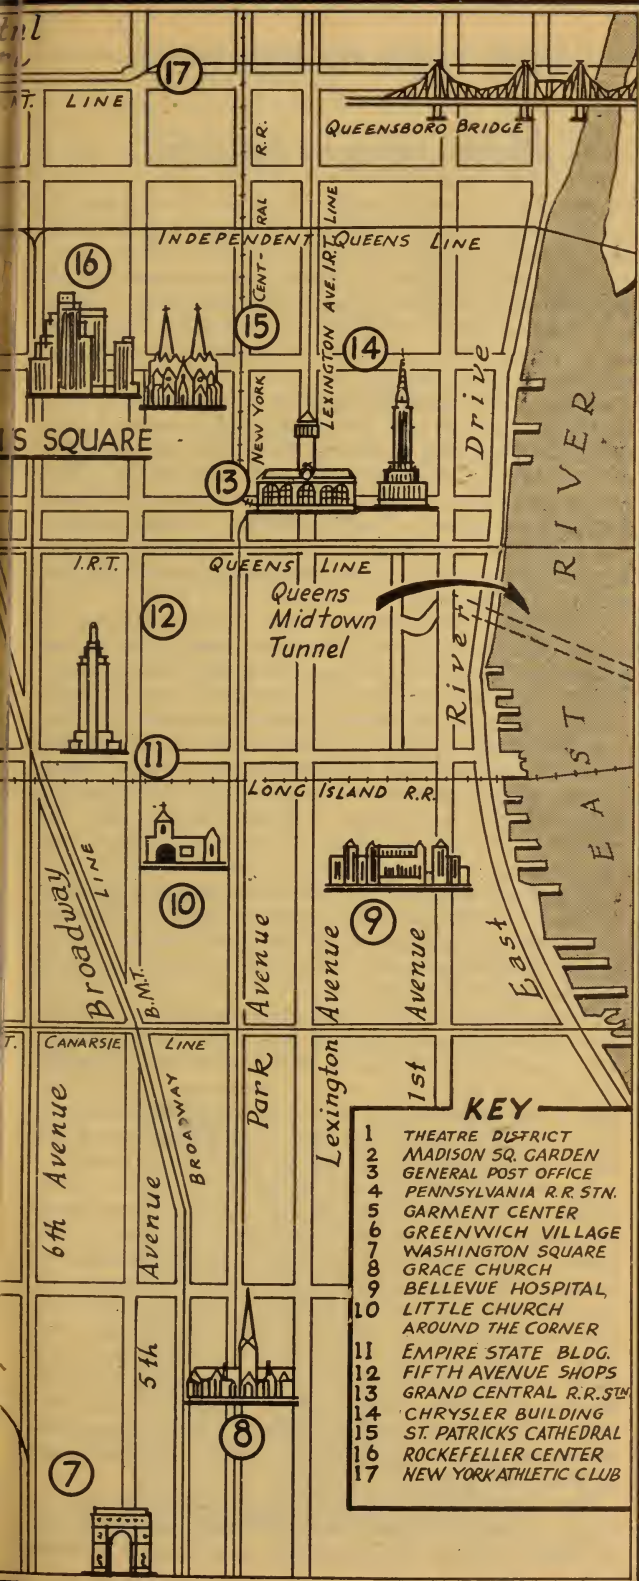 17
LINE
R.R.
QUEENSBORO BRIDGE
INDEPENDENT QUEENS LINE
CENTRAL
LEXINGTON AVE. I.R.T. LINE
16
15
14
NEW YORK
Drive
RIVER
SQUARE
13
I.R.T.
QUEENS LINE
Queens
Midtown
Tunnel
12
River
11
LONG ISLAND R.R.
EAST
Broadway
LINE
10
9
B.M.T.
Avenue
Avenue
Avenue
East
CANARSIE LINE
6th Avenue
Avenue
BROADWAY
Park
Lexington
1st
5th
8
7
KEY
1 THEATRE DISTRICT
2 MADISON SQ. GARDEN
3 GENERAL POST OFFICE
4 PENNSYLVANIA R.R. STN.
5 GARMENT CENTER
6 GREENWICH VILLAGE
7 WASHINGTON SQUARE
8 GRACE CHURCH
9 BELLEVUE HOSPITAL
10 LITTLE CHURCH
AROUND THE CORNER
11 EMPIRE STATE BLDG.
12 FIFTH AVENUE SHOPS
13 GRAND CENTRAL R.R. STN.
14 CHRYSLER BUILDING
15 ST. PATRICKS CATHEDRAL
16 ROCKEFELLER CENTER
17 NEW YORK ATHLETIC CLUB